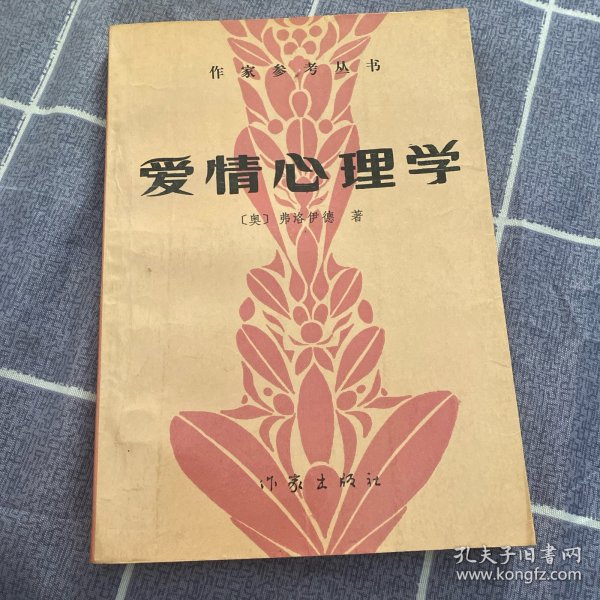 作家参考丛书
爱情心理学
〔奥〕弗洛伊德 著
作家出版社
孔夫子旧书网
www.kongfz.com